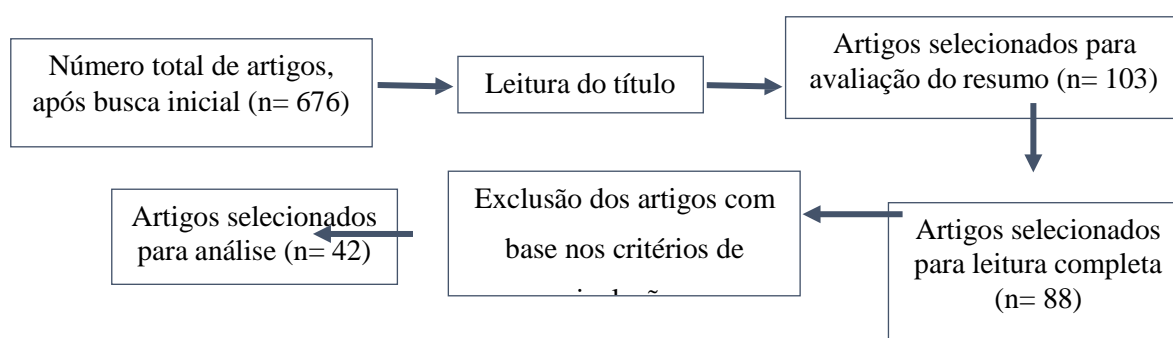 Número total de artigos,
após busca inicial (n= 676)
Leitura do título
Artigos selecionados para
avaliação do resumo (n= 103)
Artigos selecionados
para leitura completa
(n= 88)
Exclusão dos artigos com
base nos critérios de
Artigos selecionados
para análise (n= 42)